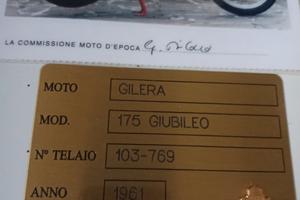 LA COMMISSIONE MOTO D'EPOCA
MOTO GILERA
MOD. 175 GIUBILEO
N° TELAIO 103-769
ANNO 1961